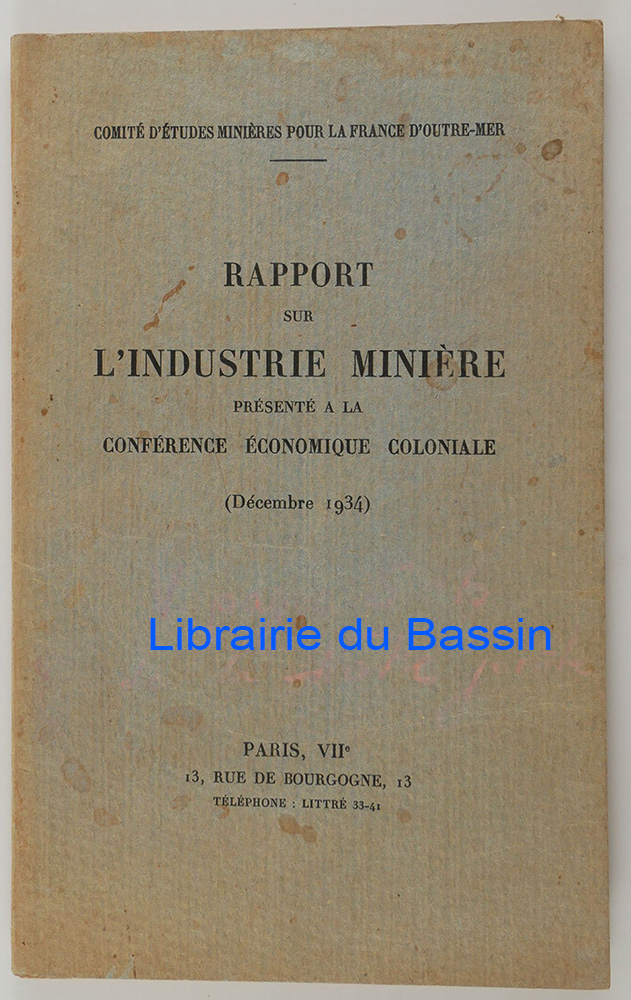 COMITÉ D'ÉTUDES MINIÈRES POUR LA FRANCE D'OUTRE-MER
RAPPORT
SUR
L'INDUSTRIE MINIÈRE
PRÉSENTÉ A LA
CONFÉRENCE ÉCONOMIQUE COLONIALE
(Décembre 1934)
Librairie du Bassin
PARIS, VIIe
13, RUE DE BOURGOGNE, 13
TÉLÉPHONE : LITTRÉ 33-41